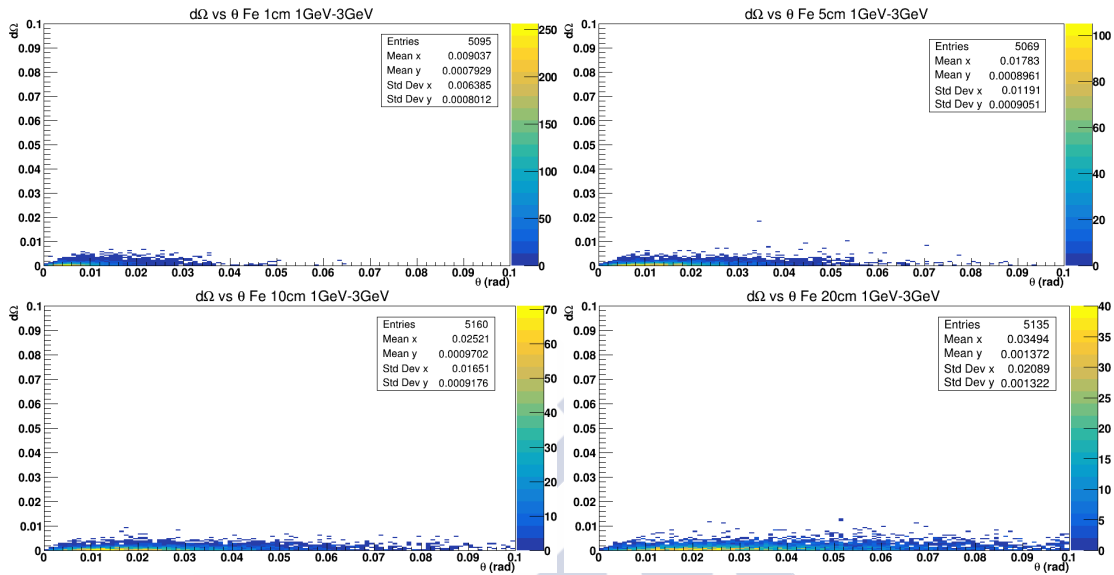 dΩ vs θ Fe 1cm 1GeV-3GeV
dΩ
0.1
0.09
0.08
0.07
0.06
0.05
0.04
0.03
0.02
0.01
0
0 0.01 0.02 0.03 0.04 0.05 0.06 0.07 0.08 0.09 0.1
θ (rad)
Entries 5095
Mean x 0.009037
Mean y 0.0007929
Std Dev x 0.006385
Std Dev y 0.0008012
250
200
150
100
50
0
dΩ vs θ Fe 5cm 1GeV-3GeV
dΩ
0.1
0.09
0.08
0.07
0.06
0.05
0.04
0.03
0.02
0.01
0
0 0.01 0.02 0.03 0.04 0.05 0.06 0.07 0.08 0.09 0.1
θ (rad)
Entries 5069
Mean x 0.01783
Mean y 0.0008961
Std Dev x 0.01191
Std Dev y 0.0009051
100
80
60
40
20
0
dΩ vs θ Fe 10cm 1GeV-3GeV
dΩ
0.1
0.09
0.08
0.07
0.06
0.05
0.04
0.03
0.02
0.01
0
0 0.01 0.02 0.03 0.04 0.05 0.06 0.07 0.08 0.09 0.1
θ (rad)
Entries 5160
Mean x 0.02521
Mean y 0.0009702
Std Dev x 0.01651
Std Dev y 0.0009176
70
60
50
40
30
20
10
0
dΩ vs θ Fe 20cm 1GeV-3GeV
dΩ
0.1
0.09
0.08
0.07
0.06
0.05
0.04
0.03
0.02
0.01
0
0 0.01 0.02 0.03 0.04 0.05 0.06 0.07 0.08 0.09 0.1
θ (rad)
Entries 5135
Mean x 0.03494
Mean y 0.001372
Std Dev x 0.02089
Std Dev y 0.001322
40
35
30
25
20
15
10
5
0